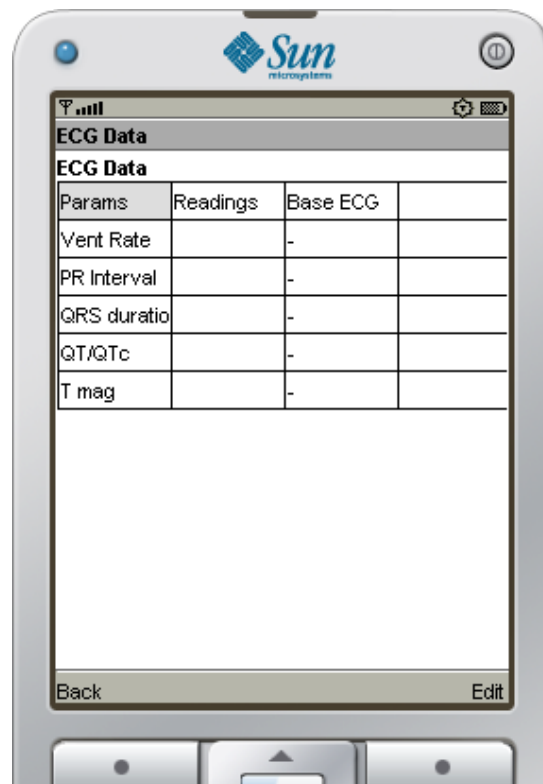 Sun
microsystems
ECG Data
ECG Data
Params Readings Base ECG
Vent Rate -
PR Interval -
QRS duratio -
QT/QTc -
T mag -
Back Edit